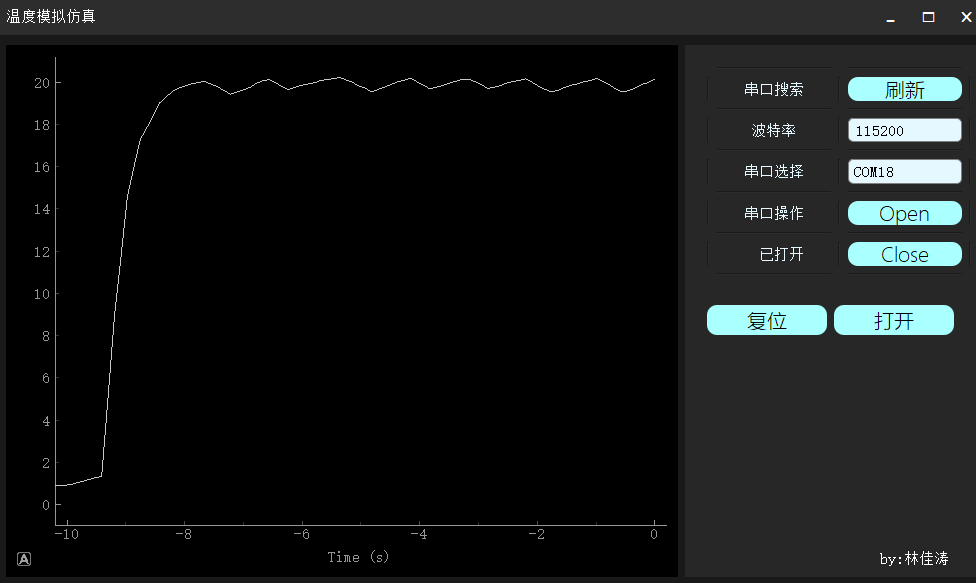 温度模拟仿真
20
18
16
14
12
10
8
6
4
2
0
-10 -8 -6 -4 -2 0
Time (s)
A
串口搜索 刷新
波特率 115200
串口选择 COM18
串口操作 Open
已打开 Close
复位 打开
by:林佳涛